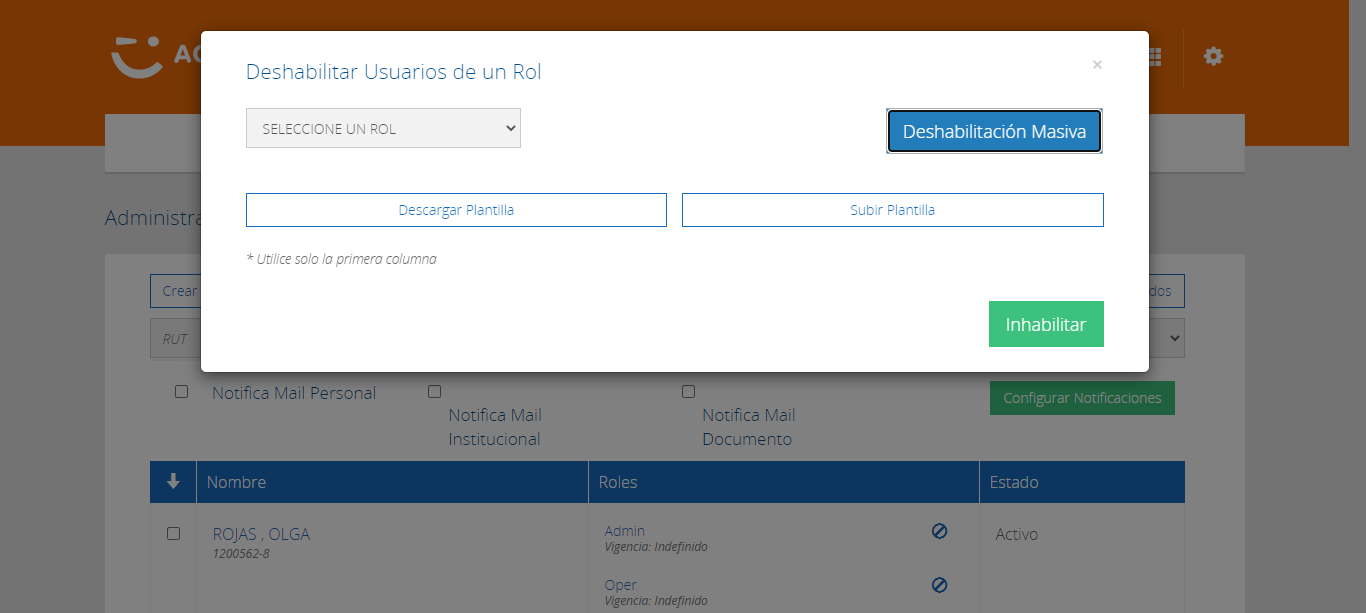 AC
Deshabilitar Usuarios de un Rol
×
SELECCIONE UN ROL
Deshabilitación Masiva
Administra
Descargar Plantilla
Subir Plantilla
* Utilice solo la primera columna
Crear
dos
RUT
Inhabilitar
Notifica Mail Personal
Notifica Mail
Institucional
Notifica Mail
Documento
Configurar Notificaciones
Nombre
Roles
Estado
ROJAS , OLGA
1200562-8
Admin
Vigencia: Indefinido
Activo
Oper
Vigencia: Indefinido